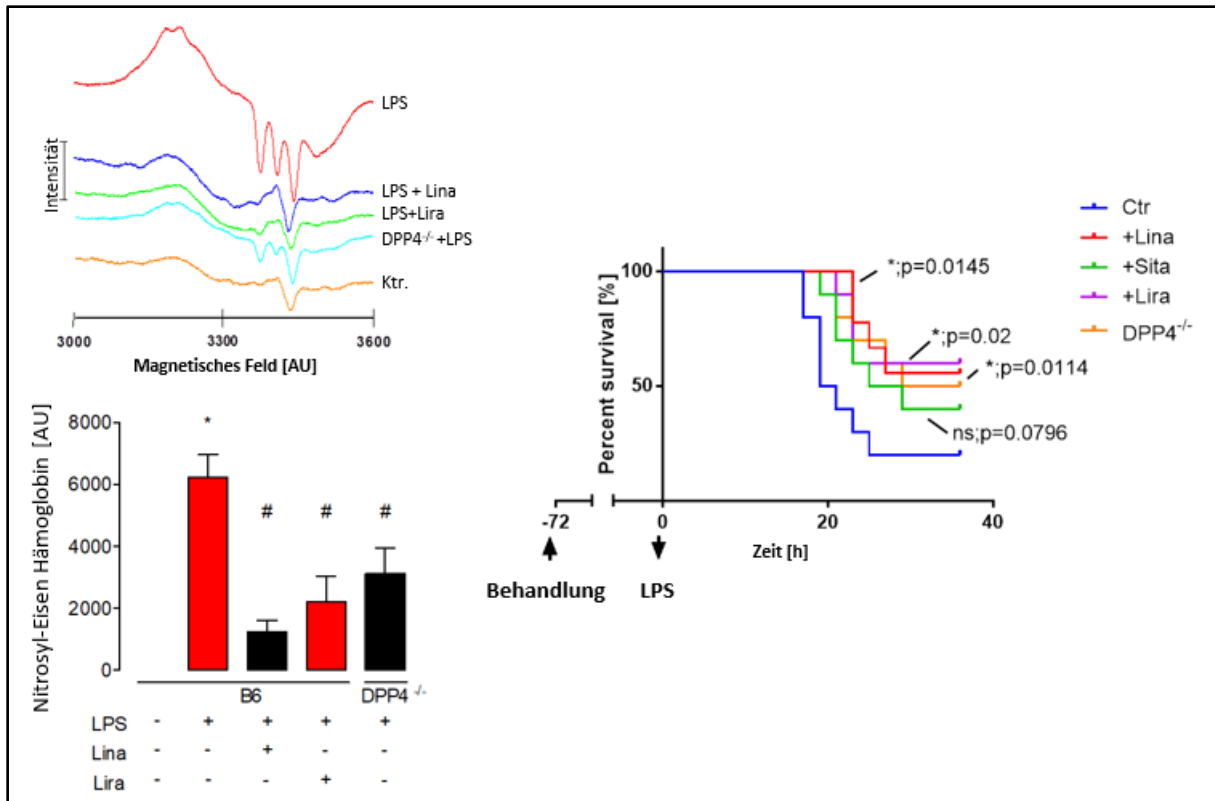 LPS
LPS + Lina
LPS+Lira
DPP4-/- +LPS
Ktr.
Intensität
3000 3300 3600
Magnetisches Feld [AU]
Nitrosyl-Eisen Hämoglobin [AU]
8000
6000
4000
2000
0
*
# # #
B6 DPP4 -/-
LPS - + + + +
Lina - - + - -
Lira - - - + -
Ctr
+Lina
+Sita
+Lira
DPP4-/-
Percent survival [%]
100
50
*;p=0.0145
*;p=0.02
*;p=0.0114
ns;p=0.0796
-72 0 20 40
Zeit [h]
Behandlung LPS